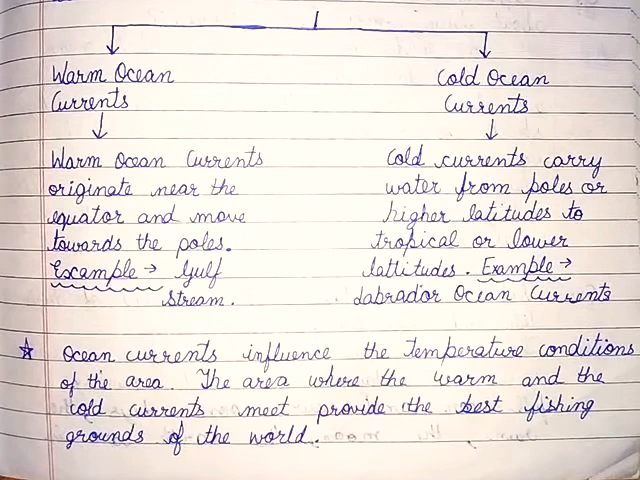 Warm Ocean Currents
Cold Ocean Currents
Warm Ocean Currents
originate near the
equator and move
towards the poles.
Example → Gulf
Stream.
Cold currents carry
water from poles or
higher latitudes to
tropical or lower
lattitudes. Example →
Labrador Ocean Currents
☆ Ocean currents influence the temperature conditions
of the area. The area where the warm and the
cold currents meet provide the best fishing
grounds of the world.